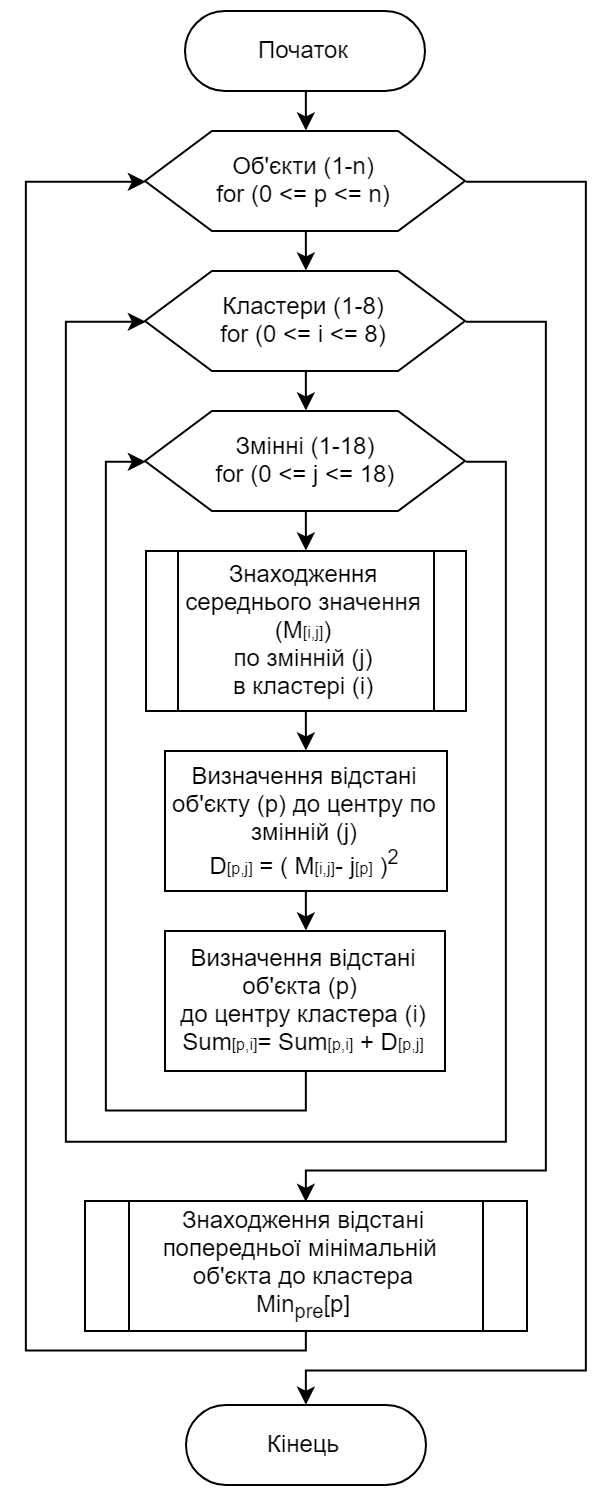 Початок
Об'єкти (1-n)
for (0 <= p <= n)
Кластери (1-8)
for (0 <= i <= 8)
Змінні (1-18)
for (0 <= j <= 18)
Знаходження
середнього значення
(M[i,j])
по змінній (j)
в кластері (i)
Визначення відстані
об'єкту (p) до центру по
змінній (j)
D[p,j] = ( M[i,j]- j[p] )2
Визначення відстані
об'єкта (p)
до центру кластера (i)
Sum[p,i]= Sum[p,i] + D[p,j]
Знаходження відстані
попередньої мінімальній
об'єкта до кластера
Minpre[p]
Кінець